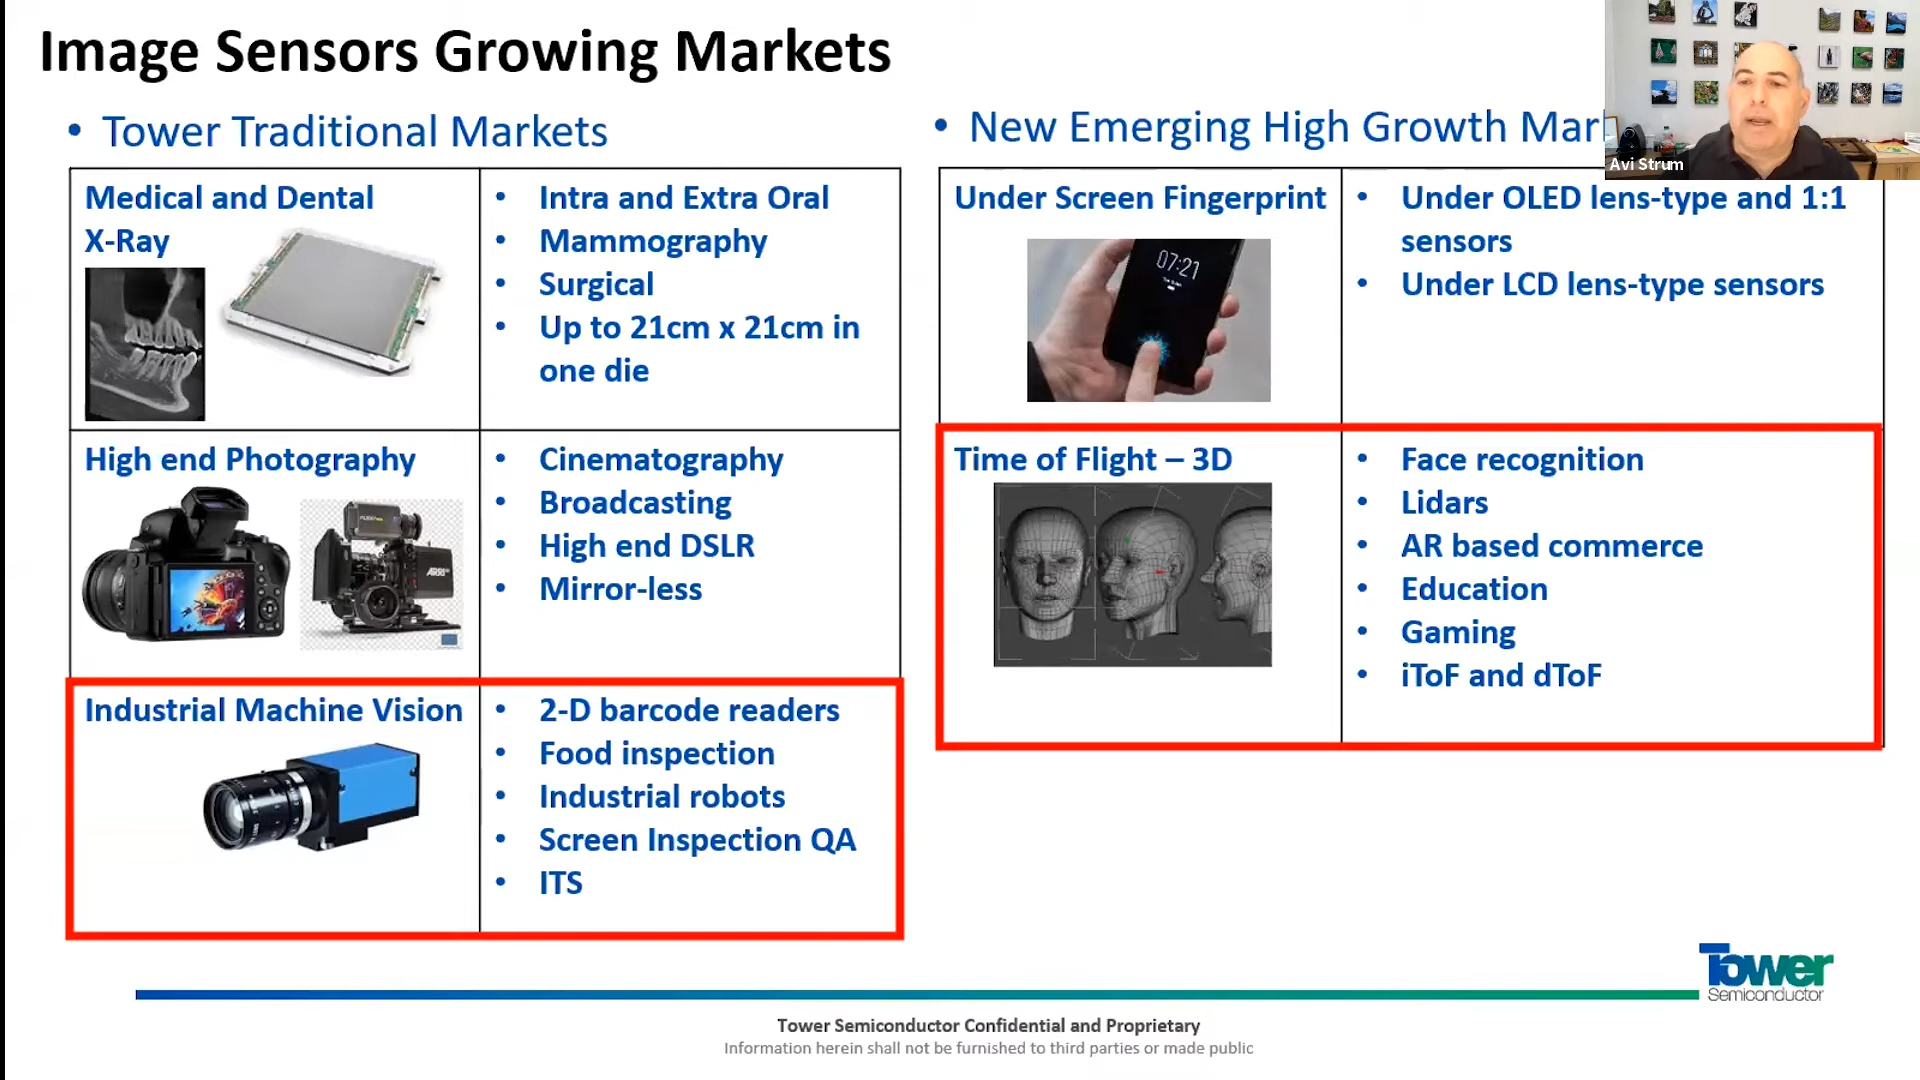 Image Sensors Growing Markets
• Tower Traditional Markets
Medical and Dental
X-Ray
• Intra and Extra Oral
• Mammography
• Surgical
• Up to 21cm x 21cm in
one die
High end Photography
ARRI
• Cinematography
• Broadcasting
• High end DSLR
• Mirror-less
Industrial Machine Vision
• 2-D barcode readers
• Food inspection
• Industrial robots
• Screen Inspection QA
• ITS
• New Emerging High Growth Mar
Avi Strum
Under Screen Fingerprint
07:21
• Under OLED lens-type and 1:1
sensors
• Under LCD lens-type sensors
Time of Flight – 3D
• Face recognition
• Lidars
• AR based commerce
• Education
• Gaming
• iToF and dToF
Tower
Semiconductor
Tower Semiconductor Confidential and Proprietary
Information herein shall not be furnished to third parties or made public